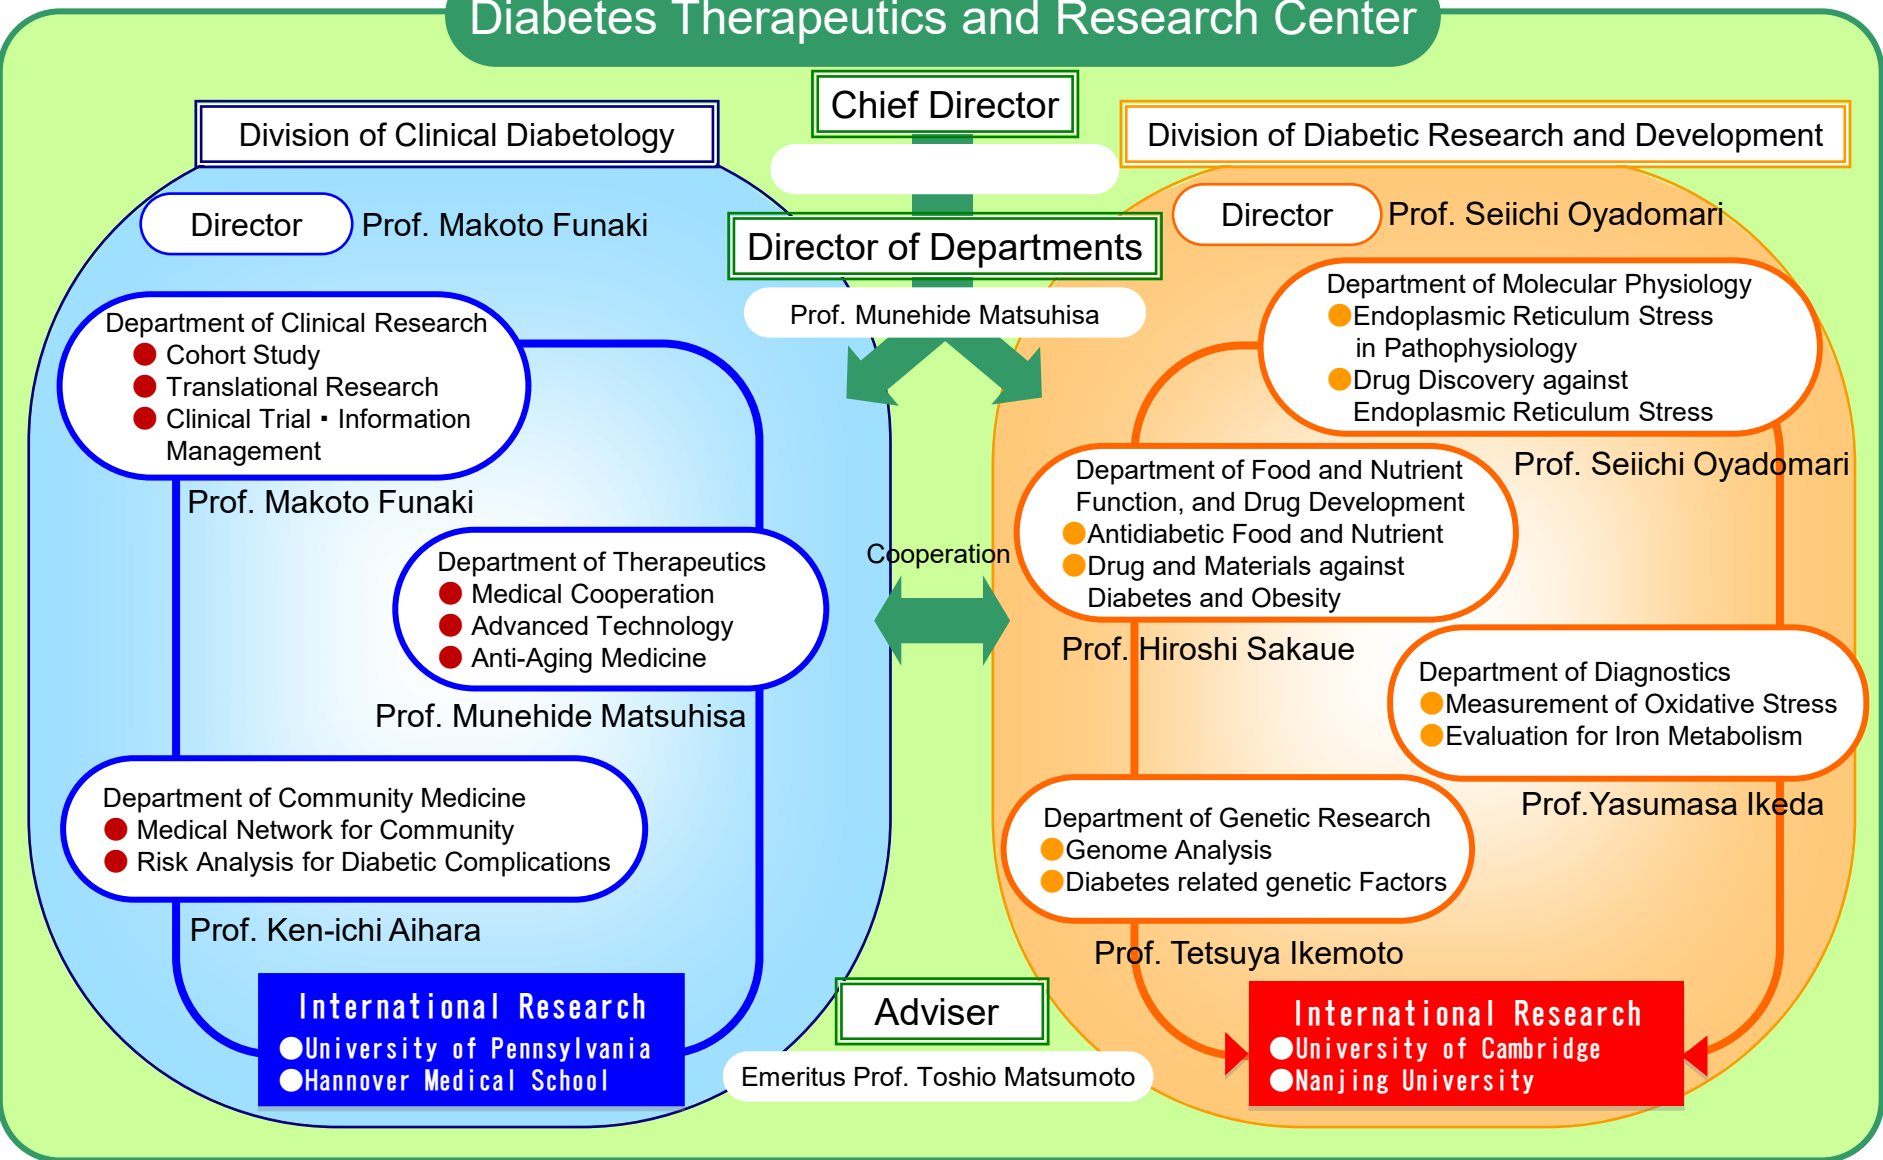 Diabetes Therapeutics and Research Center
Chief Director
Director of Departments
Prof. Munehide Matsuhisa
Division of Clinical Diabetology
Director
Prof. Makoto Funaki
Department of Clinical Research
● Cohort Study
● Translational Research
● Clinical Trial・Information
Management
Prof. Makoto Funaki
Department of Therapeutics
● Medical Cooperation
● Advanced Technology
● Anti-Aging Medicine
Prof. Munehide Matsuhisa
Department of Community Medicine
● Medical Network for Community
● Risk Analysis for Diabetic Complications
Prof. Ken-ichi Aihara
International Research
●University of Pennsylvania
●Hannover Medical School
Cooperation
Division of Diabetic Research and Development
Director
Prof. Seiichi Oyadomari
Department of Molecular Physiology
●Endoplasmic Reticulum Stress
in Pathophysiology
●Drug Discovery against
Endoplasmic Reticulum Stress
Prof. Seiichi Oyadomari
Department of Food and Nutrient
Function, and Drug Development
●Antidiabetic Food and Nutrient
●Drug and Materials against
Diabetes and Obesity
Prof. Hiroshi Sakaue
Department of Diagnostics
●Measurement of Oxidative Stress
●Evaluation for Iron Metabolism
Prof.Yasumasa Ikeda
Department of Genetic Research
●Genome Analysis
●Diabetes related genetic Factors
Prof. Tetsuya Ikemoto
International Research
●University of Cambridge
●Nanjing University
Adviser
Emeritus Prof. Toshio Matsumoto